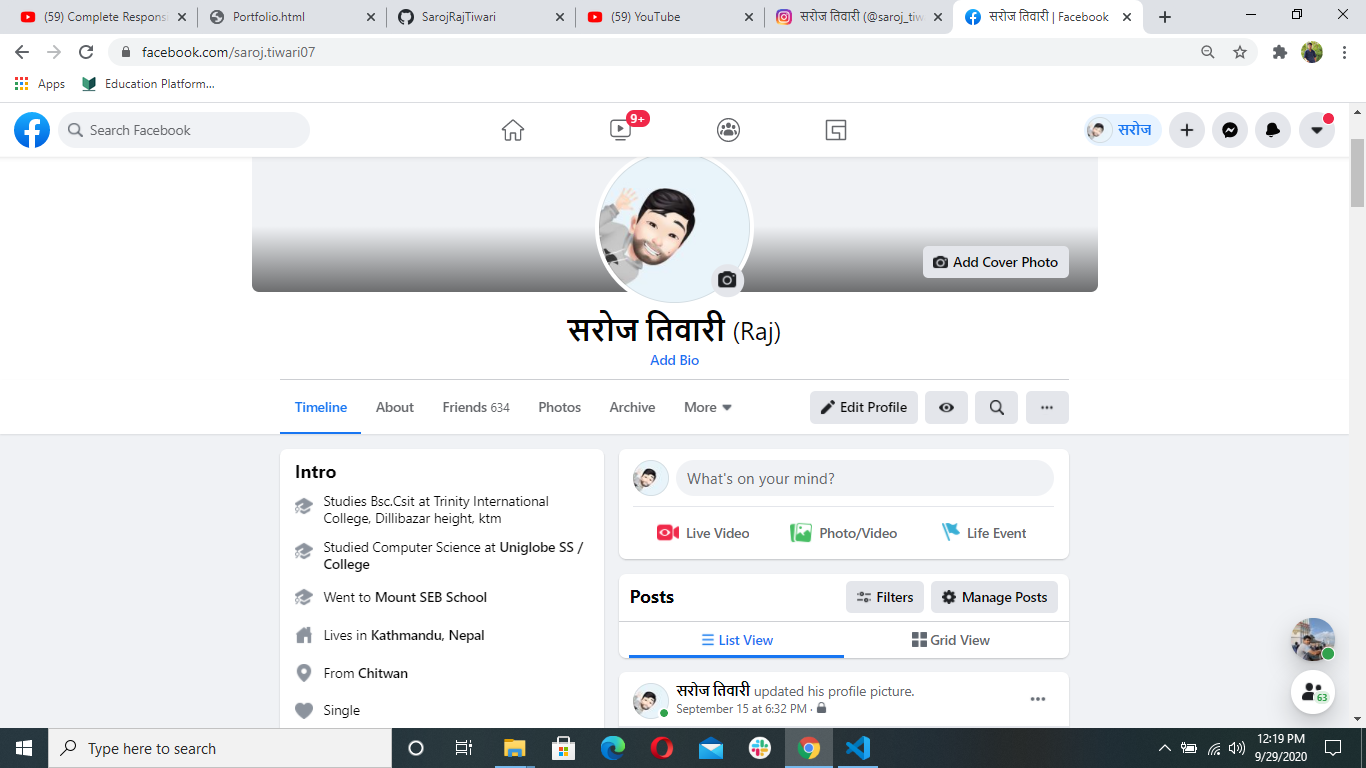 (59) Complete Respons
Portfolio.html
SarojRajTiwari
(59) YouTube
सरोज तिवारी (@saroj_tiw
सरोज तिवारी | Facebook
facebook.com/saroj.tiwari07
Apps
Education Platform...
Search Facebook
9+
सरोज
Add Cover Photo
सरोज तिवारी (Raj)
Add Bio
Timeline
About
Friends 634
Photos
Archive
More
Edit Profile
Intro
Studies Bsc.Csit at Trinity International
College, Dillibazar height, ktm
Studied Computer Science at Uniglobe SS /
College
Went to Mount SEB School
Lives in Kathmandu, Nepal
From Chitwan
Single
What's on your mind?
Live Video
Photo/Video
Life Event
Posts
Filters
Manage Posts
List View
Grid View
सरोज तिवारी updated his profile picture.
September 15 at 6:32 PM ·
63
Type here to search
12:19 PM
9/29/2020